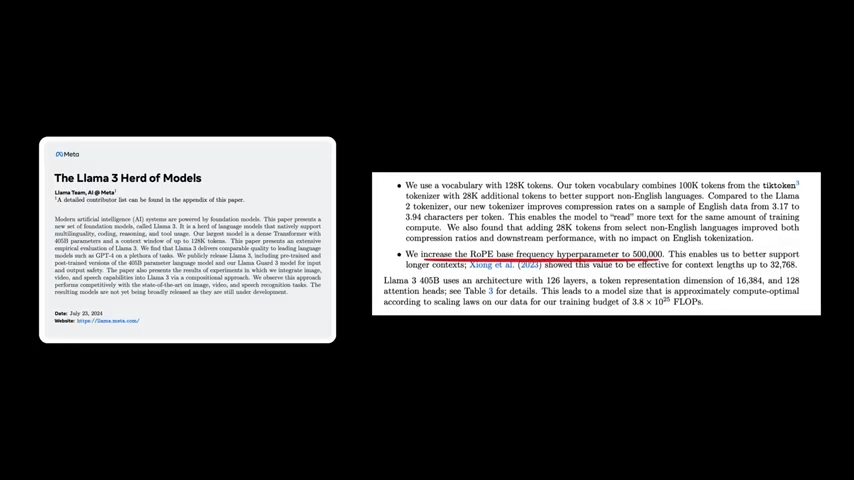 Meta
The Llama 3 Herd of Models
Llama Team, AI @ Meta¹
¹A detailed contributor list can be found in the appendix of this paper.
Modern artificial intelligence (AI) systems are powered by foundation models. This paper presents a
new set of foundation models, called Llama 3. It is a herd of language models that natively support
multilinguality, coding, reasoning, and tool usage. Our largest model is a dense Transformer with
405B parameters and a context window of up to 128K tokens. This paper presents an extensive
empirical evaluation of Llama 3. We find that Llama 3 delivers comparable quality to leading language
models such as GPT-4 on a plethora of tasks. We publicly release Llama 3, including pre-trained and
post-trained versions of the 405B parameter language model and our Llama Guard 3 model for input
and output safety. The paper also presents the results of experiments in which we integrate image,
video, and speech capabilities into Llama 3 via a compositional approach. We observe this approach
performs competitively with the state-of-the-art on image, video, and speech recognition tasks. The
resulting models are not yet being broadly released as they are still under development.
Date: July 23, 2024
Website: https://llama.meta.com/
• We use a vocabulary with 128K tokens. Our token vocabulary combines 100K tokens from the tiktoken³
tokenizer with 28K additional tokens to better support non-English languages. Compared to the Llama
2 tokenizer, our new tokenizer improves compression rates on a sample of English data from 3.17 to
3.94 characters per token. This enables the model to “read” more text for the same amount of training
compute. We also found that adding 28K tokens from select non-English languages improved both
compression ratios and downstream performance, with no impact on English tokenization.
• We increase the RoPE base frequency hyperparameter to 500,000. This enables us to better support
longer contexts; Xiong et al. (2023) showed this value to be effective for context lengths up to 32,768.
Llama 3 405B uses an architecture with 126 layers, a token representation dimension of 16,384, and 128
attention heads; see Table 3 for details. This leads to a model size that is approximately compute-optimal
according to scaling laws on our data for our training budget of 3.8 × 10²⁵ FLOPs.